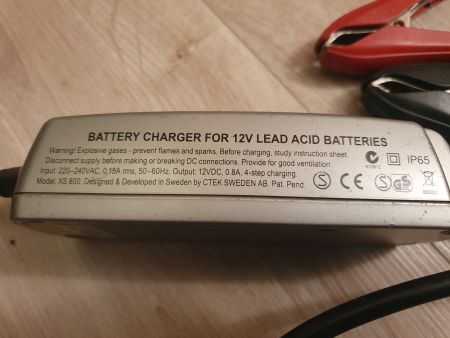 BATTERY CHARGER FOR 12V LEAD ACID BATTERIES
Warning! Explosive gases - prevent flames and sparks. Before charging, study instruction sheet
Disconnect supply before making or breaking DC connections. Provide for good ventilation.
Input: 220–240VAC, 0,15A rms, 50–60Hz. Output: 12VDC, 0.8A, 4-step charging.
Model: XS 800. Designed & Developed in Sweden by CTEK SWEDEN AB. Pat. Pend.
IP65
S CE GS